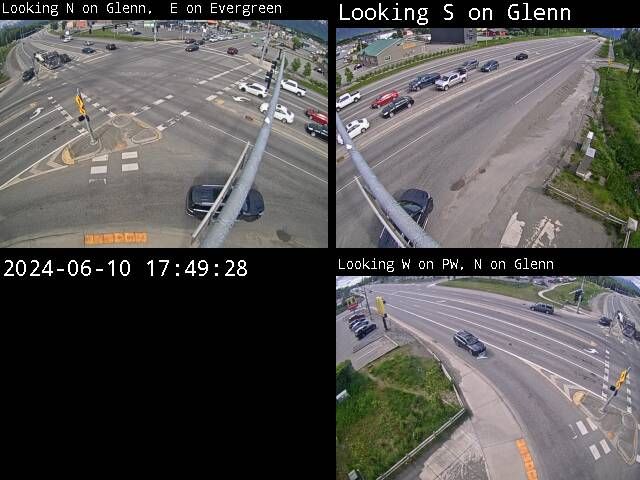 Looking N on Glenn, E on Evergreen
Looking S on Glenn
2024-06-10 17:49:28
Looking W on PW, N on Glenn